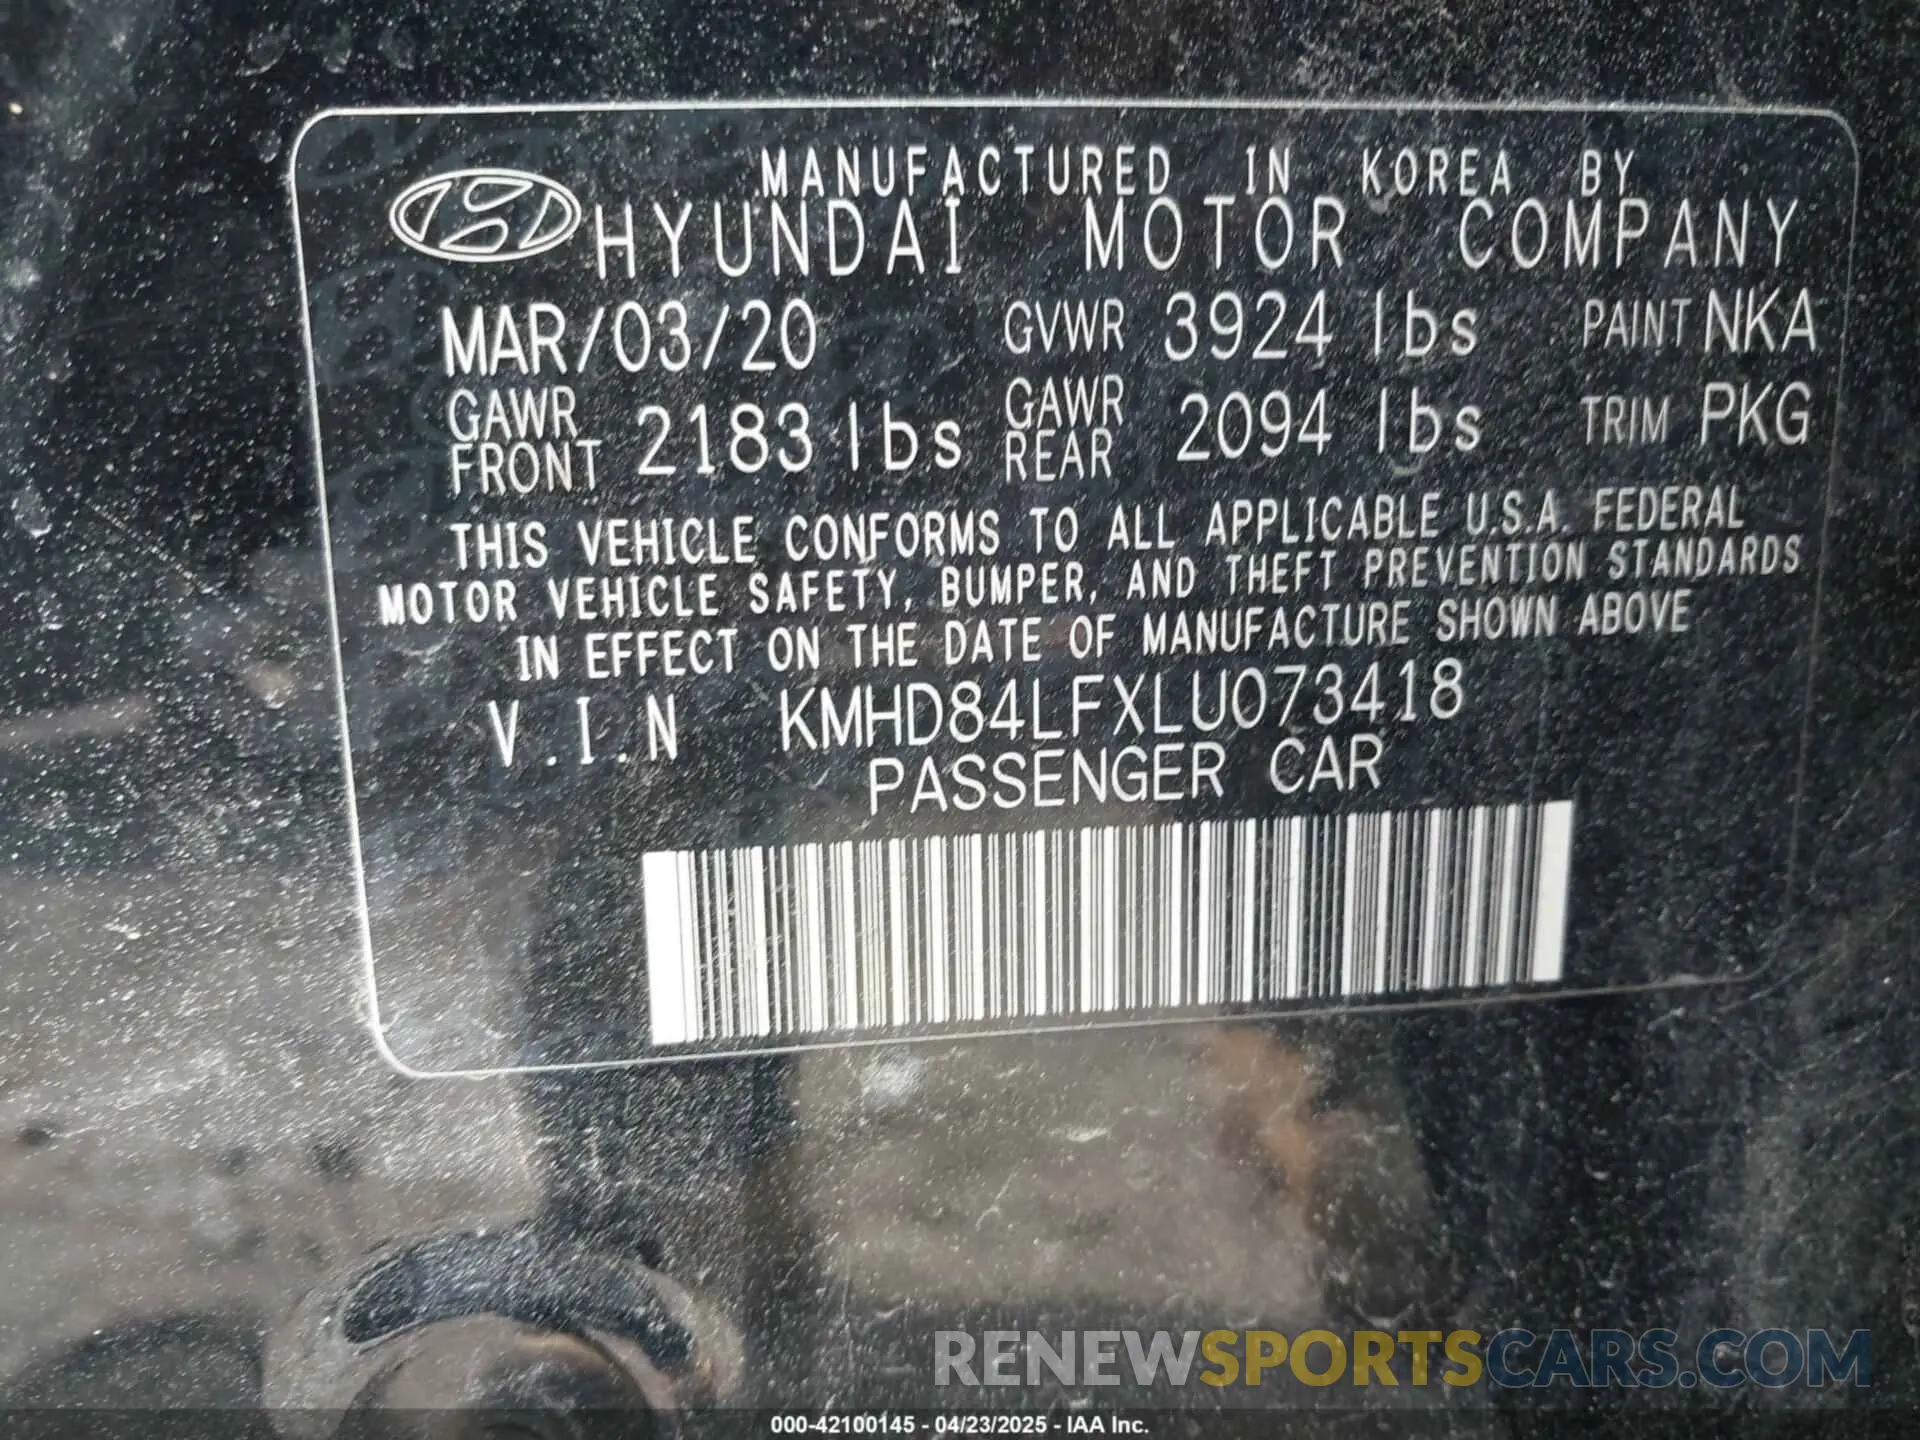 MANUFACTURED IN KOREA BY
HYUNDAI MOTOR COMPANY
MAR/03/20 GVWR 3924 lbs PAINT NKA
GAWR FRONT 2183 lbs GAWR REAR 2094 lbs TRIM PKG
THIS VEHICLE CONFORMS TO ALL APPLICABLE U.S.A. FEDERAL
MOTOR VEHICLE SAFETY, BUMPER, AND THEFT PREVENTION STANDARDS
IN EFFECT ON THE DATE OF MANUFACTURE SHOWN ABOVE
V.I.N KMHD84LFXLU073418
PASSENGER CAR
RENEWSPORTSCARS.COM
000-42100145 - 04/23/2025 - IAA Inc.